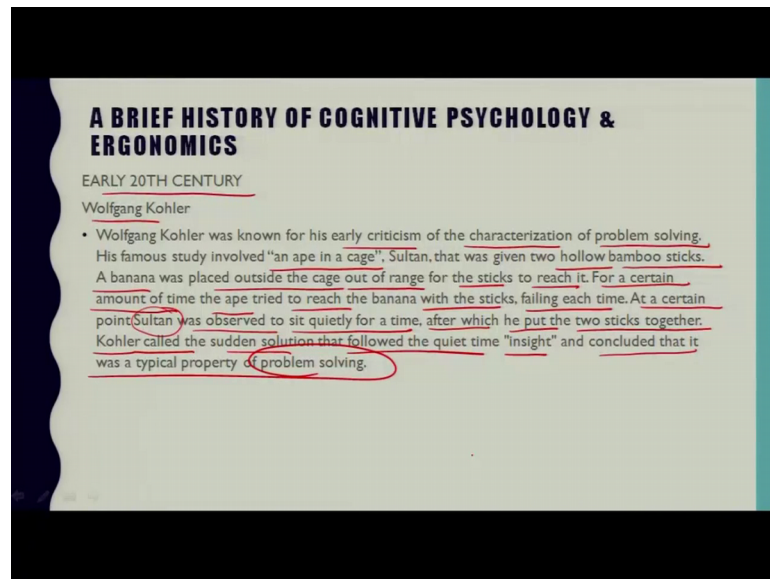 A BRIEF HISTORY OF COGNITIVE PSYCHOLOGY &
ERGONOMICS
EARLY 20TH CENTURY
Wolfgang Kohler
• Wolfgang Kohler was known for his early criticism of the characterization of problem solving.
His famous study involved "an ape in a cage", Sultan, that was given two hollow bamboo sticks.
A banana was placed outside the cage out of range for the sticks to reach it. For a certain
amount of time the ape tried to reach the banana with the sticks, failing each time. At a certain
point Sultan was observed to sit quietly for a time, after which he put the two sticks together.
Kohler called the sudden solution that followed the quiet time "insight" and concluded that it
was a typical property of problem solving.